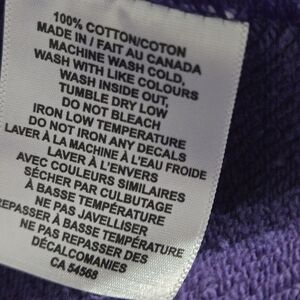 100% COTTON/COTON
MADE IN / FAIT AU CANADA
MACHINE WASH COLD,
WASH WITH LIKE COLOURS
WASH INSIDE OUT,
TUMBLE DRY LOW
DO NOT BLEACH
IRON LOW TEMPERATURE
DO NOT IRON ANY DECALS
LAVER À LA MACHINE À L'EAU FROIDE
LAVER À L'ENVERS
AVEC COULEURS SIMILAIRES
SÉCHER PAR CULBUTAGE
À BASSE TEMPÉRATURE
NE PAS JAVELLISER
REPASSER À BASSE TEMPÉRATURE
NE PAS REPASSER DES
DÉCALCOMANIES
CA 54568